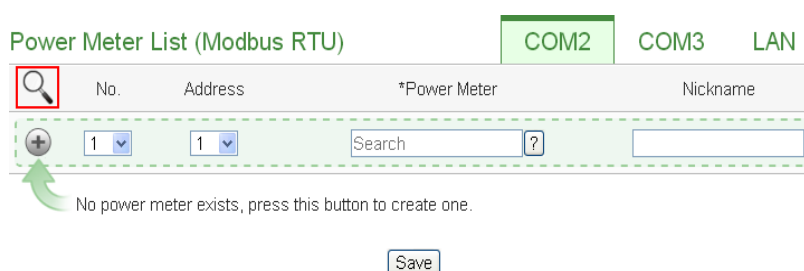 Power Meter List (Modbus RTU) COM2 COM3 LAN
No. Address *Power Meter Nickname
1 1 Search ?
No power meter exists, press this button to create one.
Save